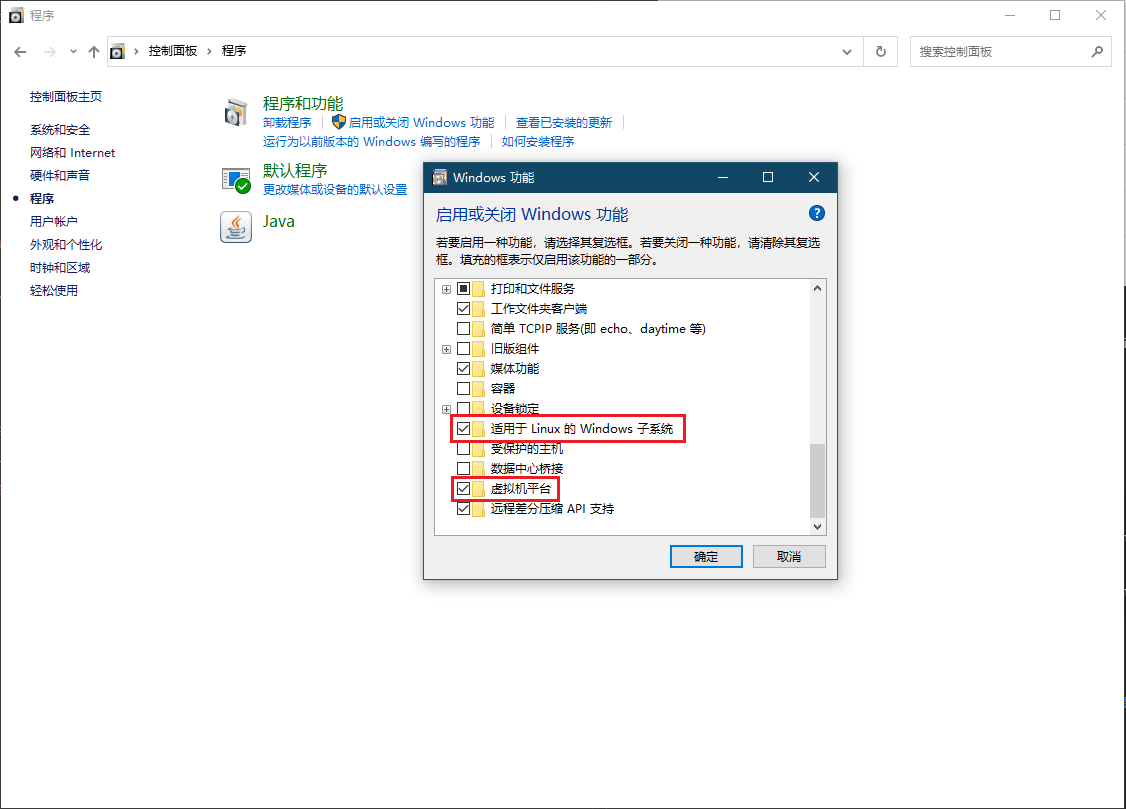 程序
控制面板 程序
搜索控制面板
控制面板主页
系统和安全
网络和 Internet
硬件和声音
程序
用户帐户
外观和个性化
时钟和区域
轻松使用
程序和功能
卸载程序 启用或关闭 Windows 功能 查看已安装的更新
运行为以前版本的 Windows 编写的程序 如何安装程序
默认程序
更改媒体或设备的默认设置
Java
Windows 功能
启用或关闭 Windows 功能
若要启用一种功能，请选择其复选框。若要关闭一种功能，请清除其复选
框。填充的框表示仅启用该功能的一部分。
打印和文件服务
工作文件夹客户端
简单 TCPIP 服务(即 echo、daytime 等)
旧版组件
媒体功能
容器
设备锁定
适用于 Linux 的 Windows 子系统
受保护的主机
数据中心桥接
虚拟机平台
远程差分压缩 API 支持
确定 取消